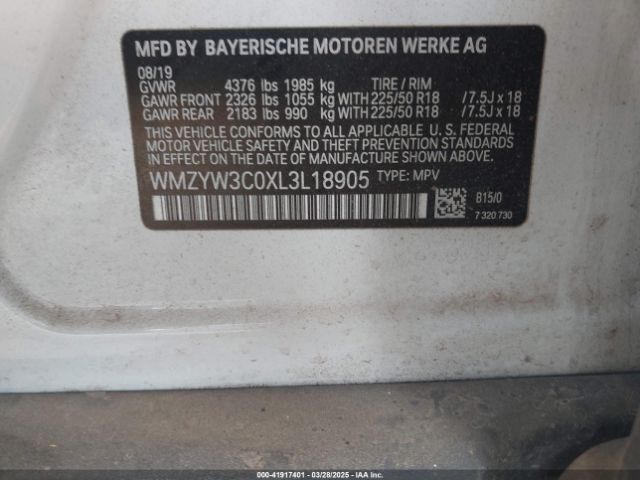 MFD BY BAYERISCHE MOTOREN WERKE AG
08/19
GVWR 4376 lbs 1985 kg TIRE / RIM
GAWR FRONT 2326 lbs 1055 kg WITH 225/50 R18 / 7.5J x 18
GAWR REAR 2183 lbs 990 kg WITH 225/50 R18 / 7.5J x 18
THIS VEHICLE CONFORMS TO ALL APPLICABLE U. S. FEDERAL
MOTOR VEHICLE SAFETY AND THEFT PREVENTION STANDARDS
IN EFFECT ON THE DATE OF MANUFACTURE SHOWN ABOVE.
WMZYW3C0XL3L18905 TYPE: MPV
B15/0
7 320 730
000-41917401 | 03/28/2025 | IAAI.COM